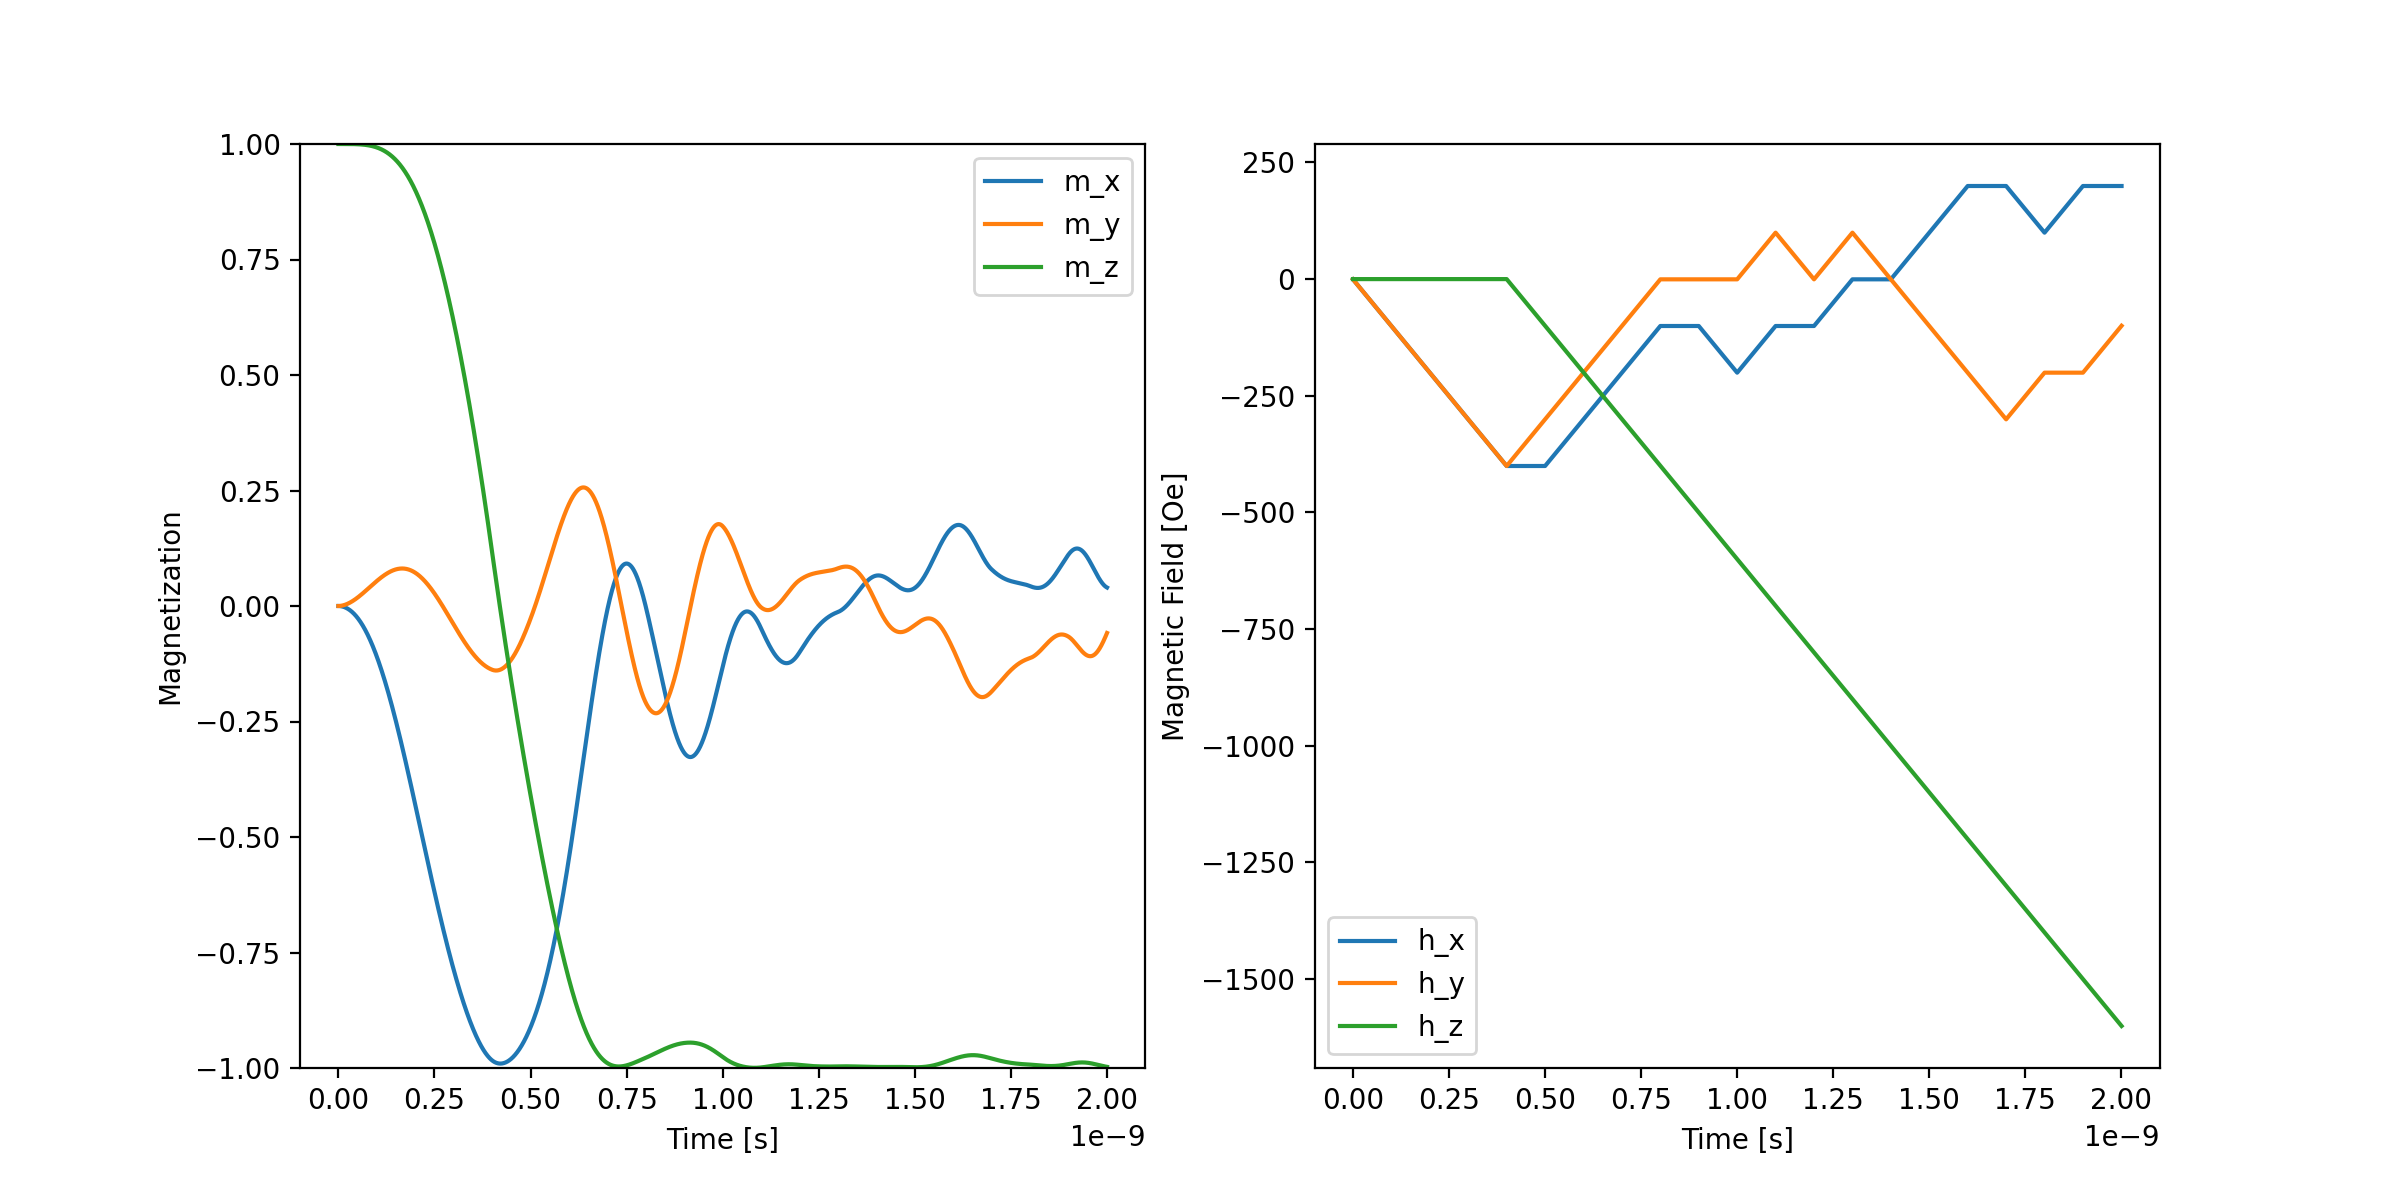 Magnetization
1.00
0.75
0.50
0.25
0.00
−0.25
−0.50
−0.75
−1.00
m_x
m_y
m_z
0.00 0.25 0.50 0.75 1.00 1.25 1.50 1.75 2.00
Time [s]
1e−9
Magnetic Field [Oe]
250
0
−250
−500
−750
−1000
−1250
−1500
h_x
h_y
h_z
0.00 0.25 0.50 0.75 1.00 1.25 1.50 1.75 2.00
Time [s]
1e−9